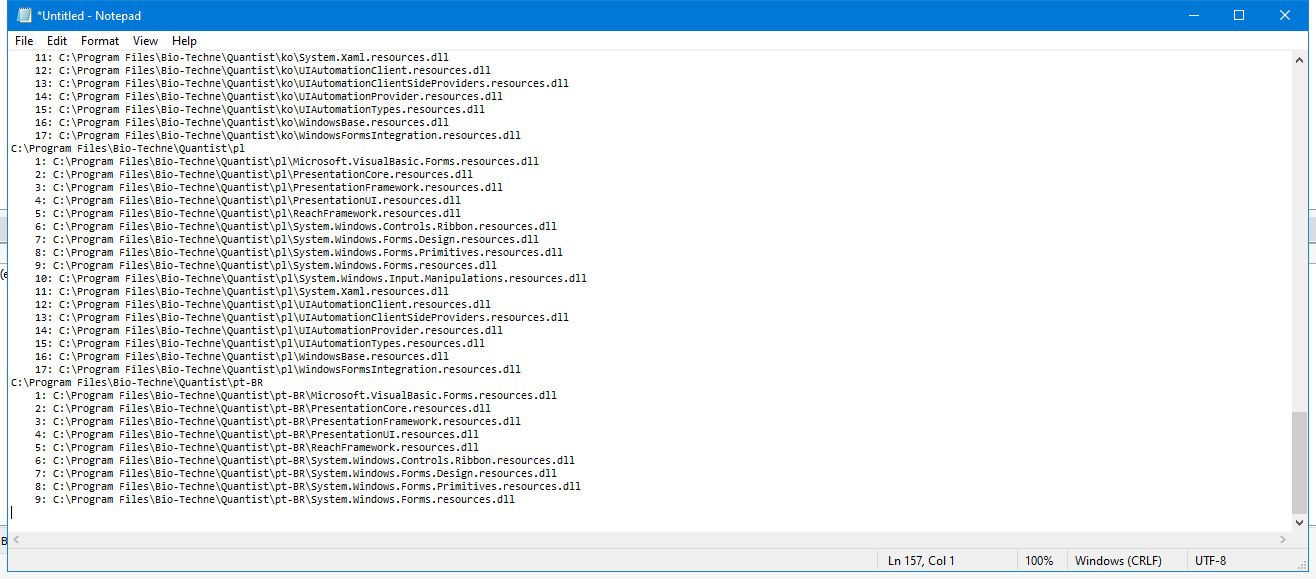 *Untitled - Notepad
File Edit Format View Help
11: C:\Program Files\Bio-Techne\Quantist\ko\System.Xaml.resources.dll
12: C:\Program Files\Bio-Techne\Quantist\ko\UIAutomationClient.resources.dll
13: C:\Program Files\Bio-Techne\Quantist\ko\UIAutomationClientSideProviders.resources.dll
14: C:\Program Files\Bio-Techne\Quantist\ko\UIAutomationProvider.resources.dll
15: C:\Program Files\Bio-Techne\Quantist\ko\UIAutomationTypes.resources.dll
16: C:\Program Files\Bio-Techne\Quantist\ko\WindowsBase.resources.dll
17: C:\Program Files\Bio-Techne\Quantist\ko\WindowsFormsIntegration.resources.dll
C:\Program Files\Bio-Techne\Quantist\pl
1: C:\Program Files\Bio-Techne\Quantist\pl\Microsoft.VisualBasic.Forms.resources.dll
2: C:\Program Files\Bio-Techne\Quantist\pl\PresentationCore.resources.dll
3: C:\Program Files\Bio-Techne\Quantist\pl\PresentationFramework.resources.dll
4: C:\Program Files\Bio-Techne\Quantist\pl\PresentationUI.resources.dll
5: C:\Program Files\Bio-Techne\Quantist\pl\ReachFramework.resources.dll
6: C:\Program Files\Bio-Techne\Quantist\pl\System.Windows.Controls.Ribbon.resources.dll
7: C:\Program Files\Bio-Techne\Quantist\pl\System.Windows.Forms.Design.resources.dll
8: C:\Program Files\Bio-Techne\Quantist\pl\System.Windows.Forms.Primitives.resources.dll
9: C:\Program Files\Bio-Techne\Quantist\pl\System.Windows.Forms.resources.dll
10: C:\Program Files\Bio-Techne\Quantist\pl\System.Windows.Input.Manipulations.resources.dll
11: C:\Program Files\Bio-Techne\Quantist\pl\System.Xaml.resources.dll
12: C:\Program Files\Bio-Techne\Quantist\pl\UIAutomationClient.resources.dll
13: C:\Program Files\Bio-Techne\Quantist\pl\UIAutomationClientSideProviders.resources.dll
14: C:\Program Files\Bio-Techne\Quantist\pl\UIAutomationProvider.resources.dll
15: C:\Program Files\Bio-Techne\Quantist\pl\UIAutomationTypes.resources.dll
16: C:\Program Files\Bio-Techne\Quantist\pl\WindowsBase.resources.dll
17: C:\Program Files\Bio-Techne\Quantist\pl\WindowsFormsIntegration.resources.dll
C:\Program Files\Bio-Techne\Quantist\pt-BR
1: C:\Program Files\Bio-Techne\Quantist\pt-BR\Microsoft.VisualBasic.Forms.resources.dll
2: C:\Program Files\Bio-Techne\Quantist\pt-BR\PresentationCore.resources.dll
3: C:\Program Files\Bio-Techne\Quantist\pt-BR\PresentationFramework.resources.dll
4: C:\Program Files\Bio-Techne\Quantist\pt-BR\PresentationUI.resources.dll
5: C:\Program Files\Bio-Techne\Quantist\pt-BR\ReachFramework.resources.dll
6: C:\Program Files\Bio-Techne\Quantist\pt-BR\System.Windows.Controls.Ribbon.resources.dll
7: C:\Program Files\Bio-Techne\Quantist\pt-BR\System.Windows.Forms.Design.resources.dll
8: C:\Program Files\Bio-Techne\Quantist\pt-BR\System.Windows.Forms.Primitives.resources.dll
9: C:\Program Files\Bio-Techne\Quantist\pt-BR\System.Windows.Forms.resources.dll
Ln 157, Col 1 100% Windows (CRLF) UTF-8